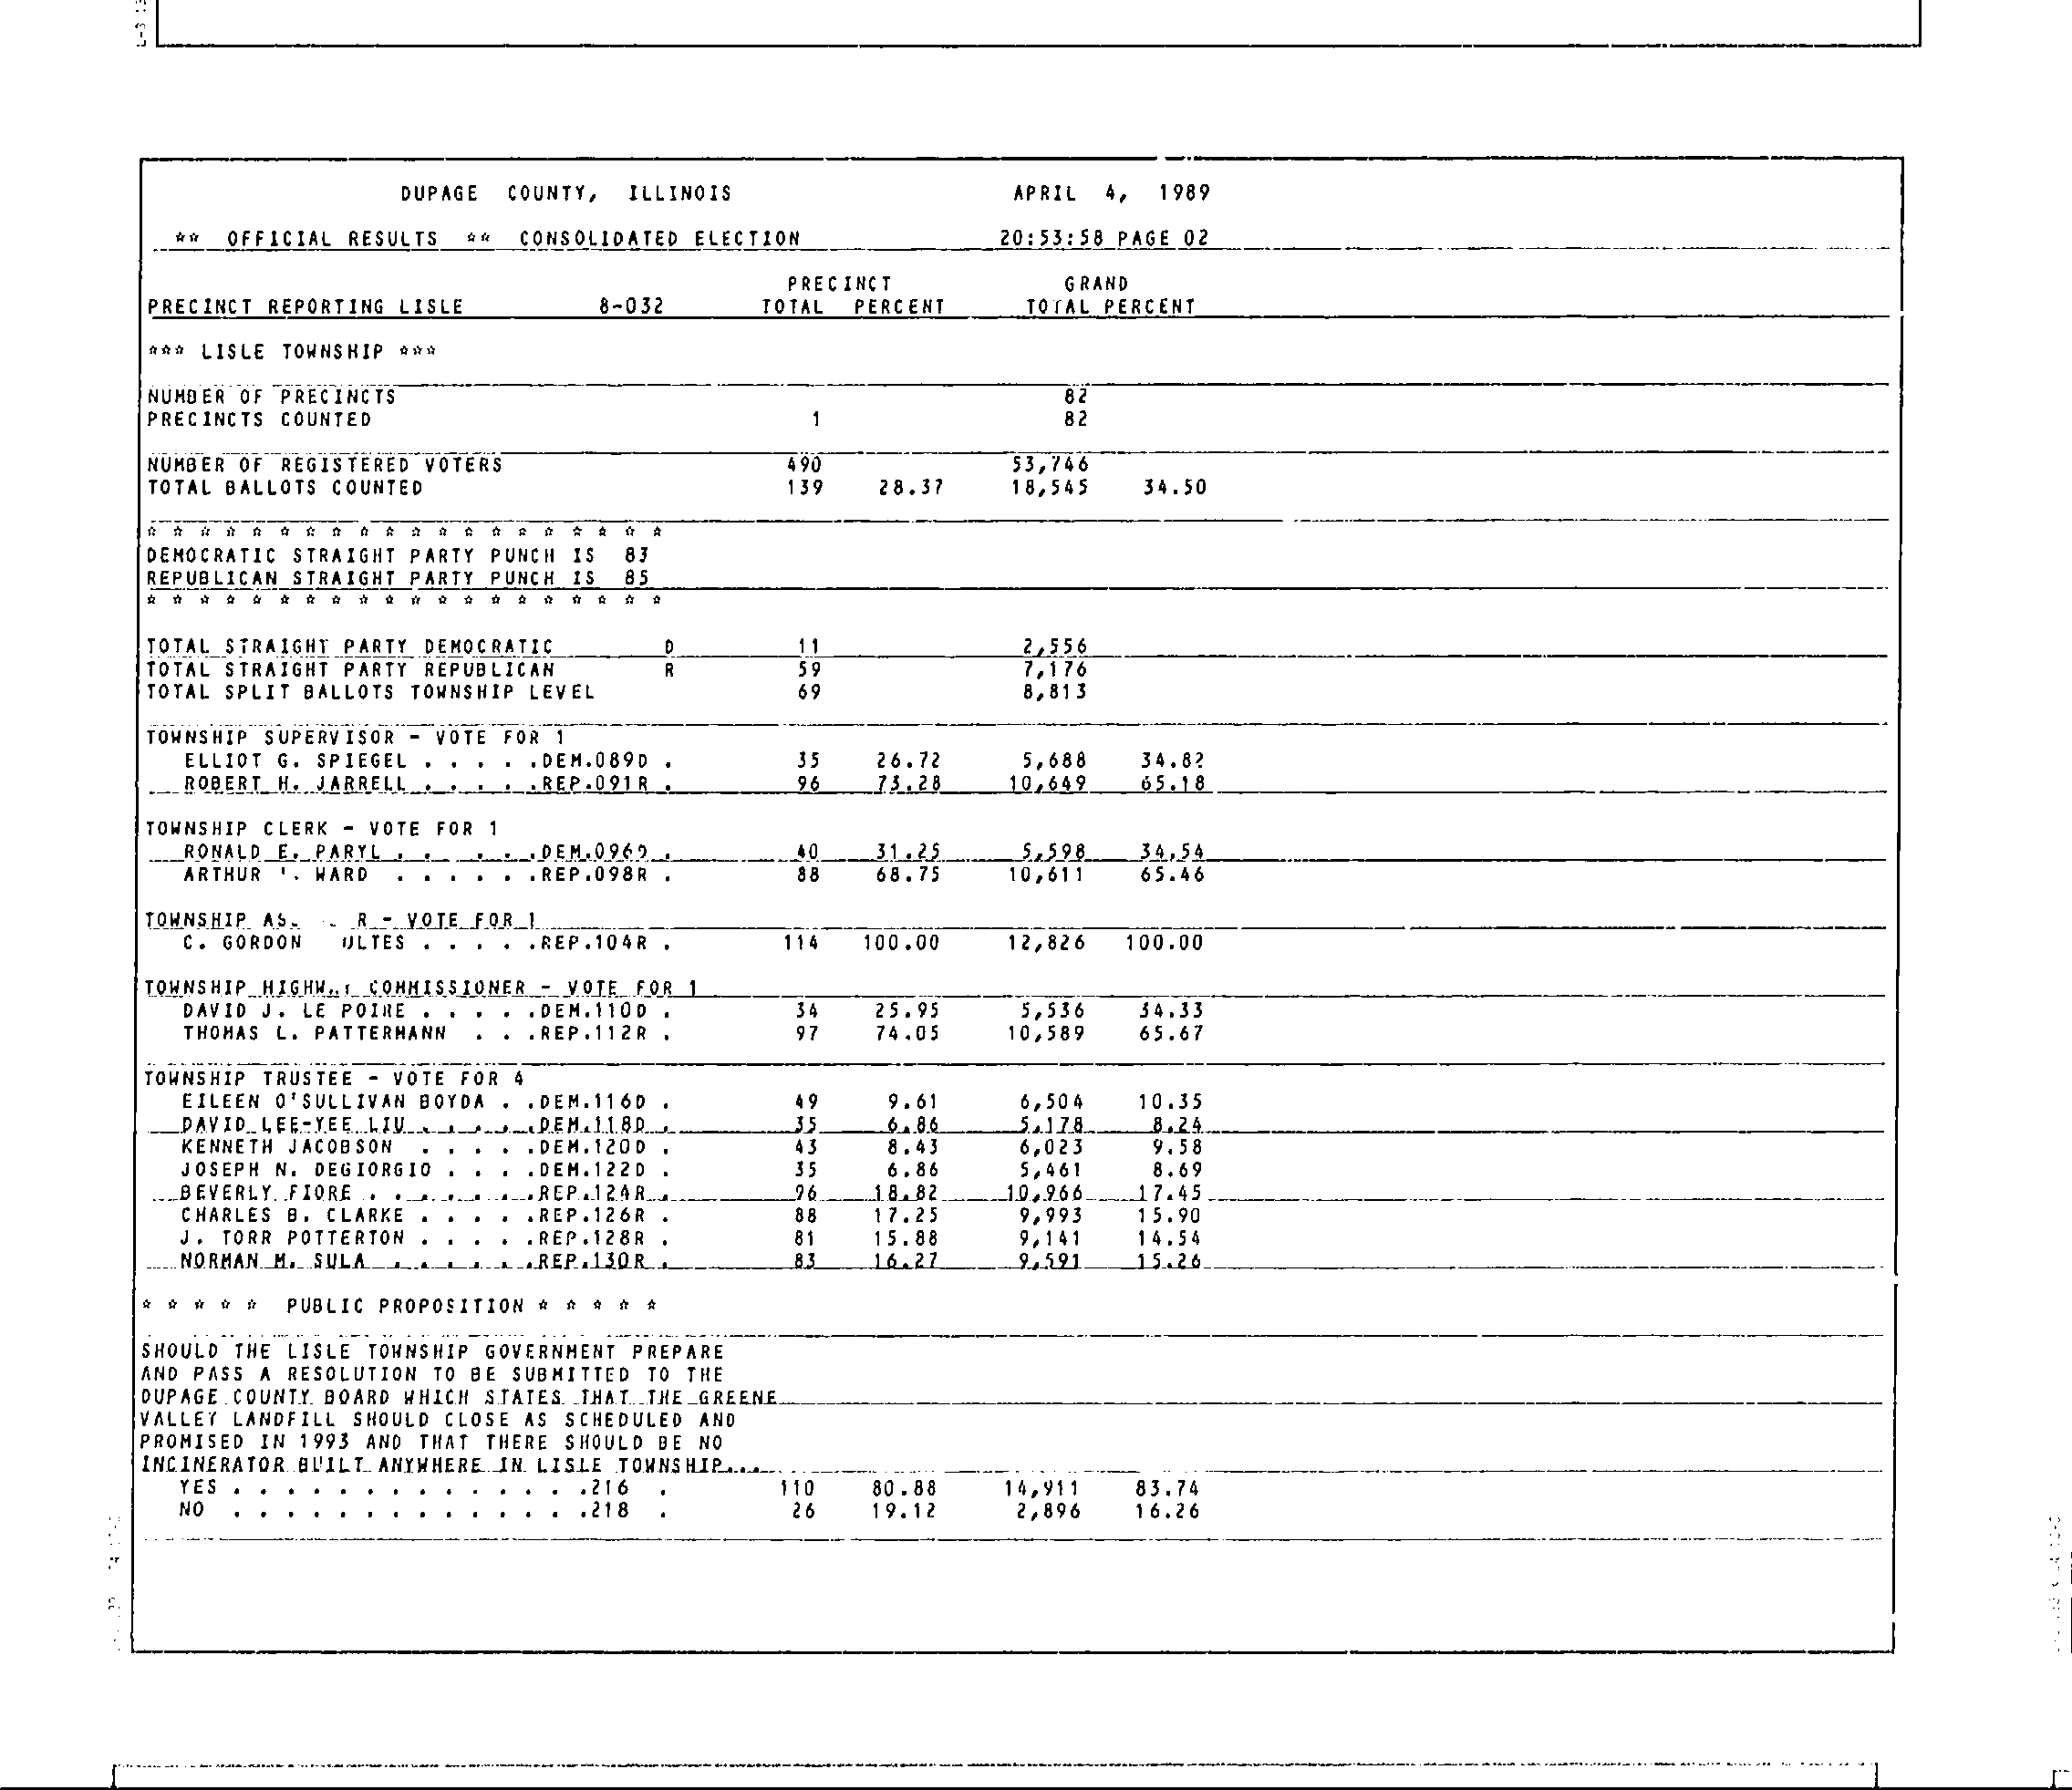 DUPAGE COUNTY, ILLINOIS APRIL 4, 1989
** OFFICIAL RESULTS ** CONSOLIDATED ELECTION 20:53:58 PAGE 02
PRECINCT GRAND
PRECINCT REPORTING LISLE 8-032 TOTAL PERCENT TOTAL PERCENT
*** LISLE TOWNSHIP ***
NUMBER OF PRECINCTS 82
PRECINCTS COUNTED 1 82
NUMBER OF REGISTERED VOTERS 490 53,746
TOTAL BALLOTS COUNTED 139 28.37 18,545 34.50
* * * * * * * * * * * * * * * * * * * *
DEMOCRATIC STRAIGHT PARTY PUNCH IS 83
REPUBLICAN STRAIGHT PARTY PUNCH IS 85
* * * * * * * * * * * * * * * * * * * *
TOTAL STRAIGHT PARTY DEMOCRATIC D 11 2,556
TOTAL STRAIGHT PARTY REPUBLICAN R 59 7,176
TOTAL SPLIT BALLOTS TOWNSHIP LEVEL 69 8,813
TOWNSHIP SUPERVISOR - VOTE FOR 1
ELLIOT G. SPIEGEL . . . . .DEM.089D . 35 26.72 5,688 34.82
ROBERT H. JARRELL . . . . .REP.091R . 96 73.28 10,649 65.18
TOWNSHIP CLERK - VOTE FOR 1
RONALD E. PARYL . . . . . .DEM.096D . 40 31.25 5,598 34.54
ARTHUR WARD . . . . . .REP.098R . 88 68.75 10,611 65.46
TOWNSHIP - VOTE FOR 1
C. GORDON . . . . .REP.104R . 114 100.00 12,826 100.00
TOWNSHIP COMMISSIONER - VOTE FOR 1
DAVID J. LE POIRE . . . . .DEM.110D . 34 25.95 5,536 34.33
THOMAS L. PATTERMANN . . .REP.112R . 97 74.05 10,589 65.67
TOWNSHIP TRUSTEE - VOTE FOR 4
EILEEN O'SULLIVAN BOYDA . .DEM.116D . 49 9.61 6,504 10.35
DAVID LEE-YEE LIU . . . . .DEM.118D . 35 6.86 5,178 8.24
KENNETH JACOBSON . . . . .DEM.120D . 43 8.43 6,023 9.58
JOSEPH N. DEGIORGIO . . . .DEM.122D . 35 6.86 5,461 8.69
BEVERLY FIORE . . . . . . .REP.124R . 96 18.82 10,966 17.45
CHARLES B. CLARKE . . . . .REP.126R . 88 17.25 9,993 15.90
J. TORR POTTERTON . . . . .REP.128R . 81 15.88 9,141 14.54
NORMAN M. SULA . . . . . .REP.130R . 83 16.27 9,591 15.26
* * * * * PUBLIC PROPOSITION * * * * *
SHOULD THE LISLE TOWNSHIP GOVERNMENT PREPARE
AND PASS A RESOLUTION TO BE SUBMITTED TO THE
DUPAGE COUNTY BOARD WHICH STATES THAT THE GREENE
VALLEY LANDFILL SHOULD CLOSE AS SCHEDULED AND
PROMISED IN 1993 AND THAT THERE SHOULD BE NO
INCINERATOR BUILT ANYWHERE IN LISLE TOWNSHIP...
YES . . . . . . . . . . . . . .216 . 110 80.88 14,911 83.74
NO . . . . . . . . . . . . . .218 . 26 19.12 2,896 16.26